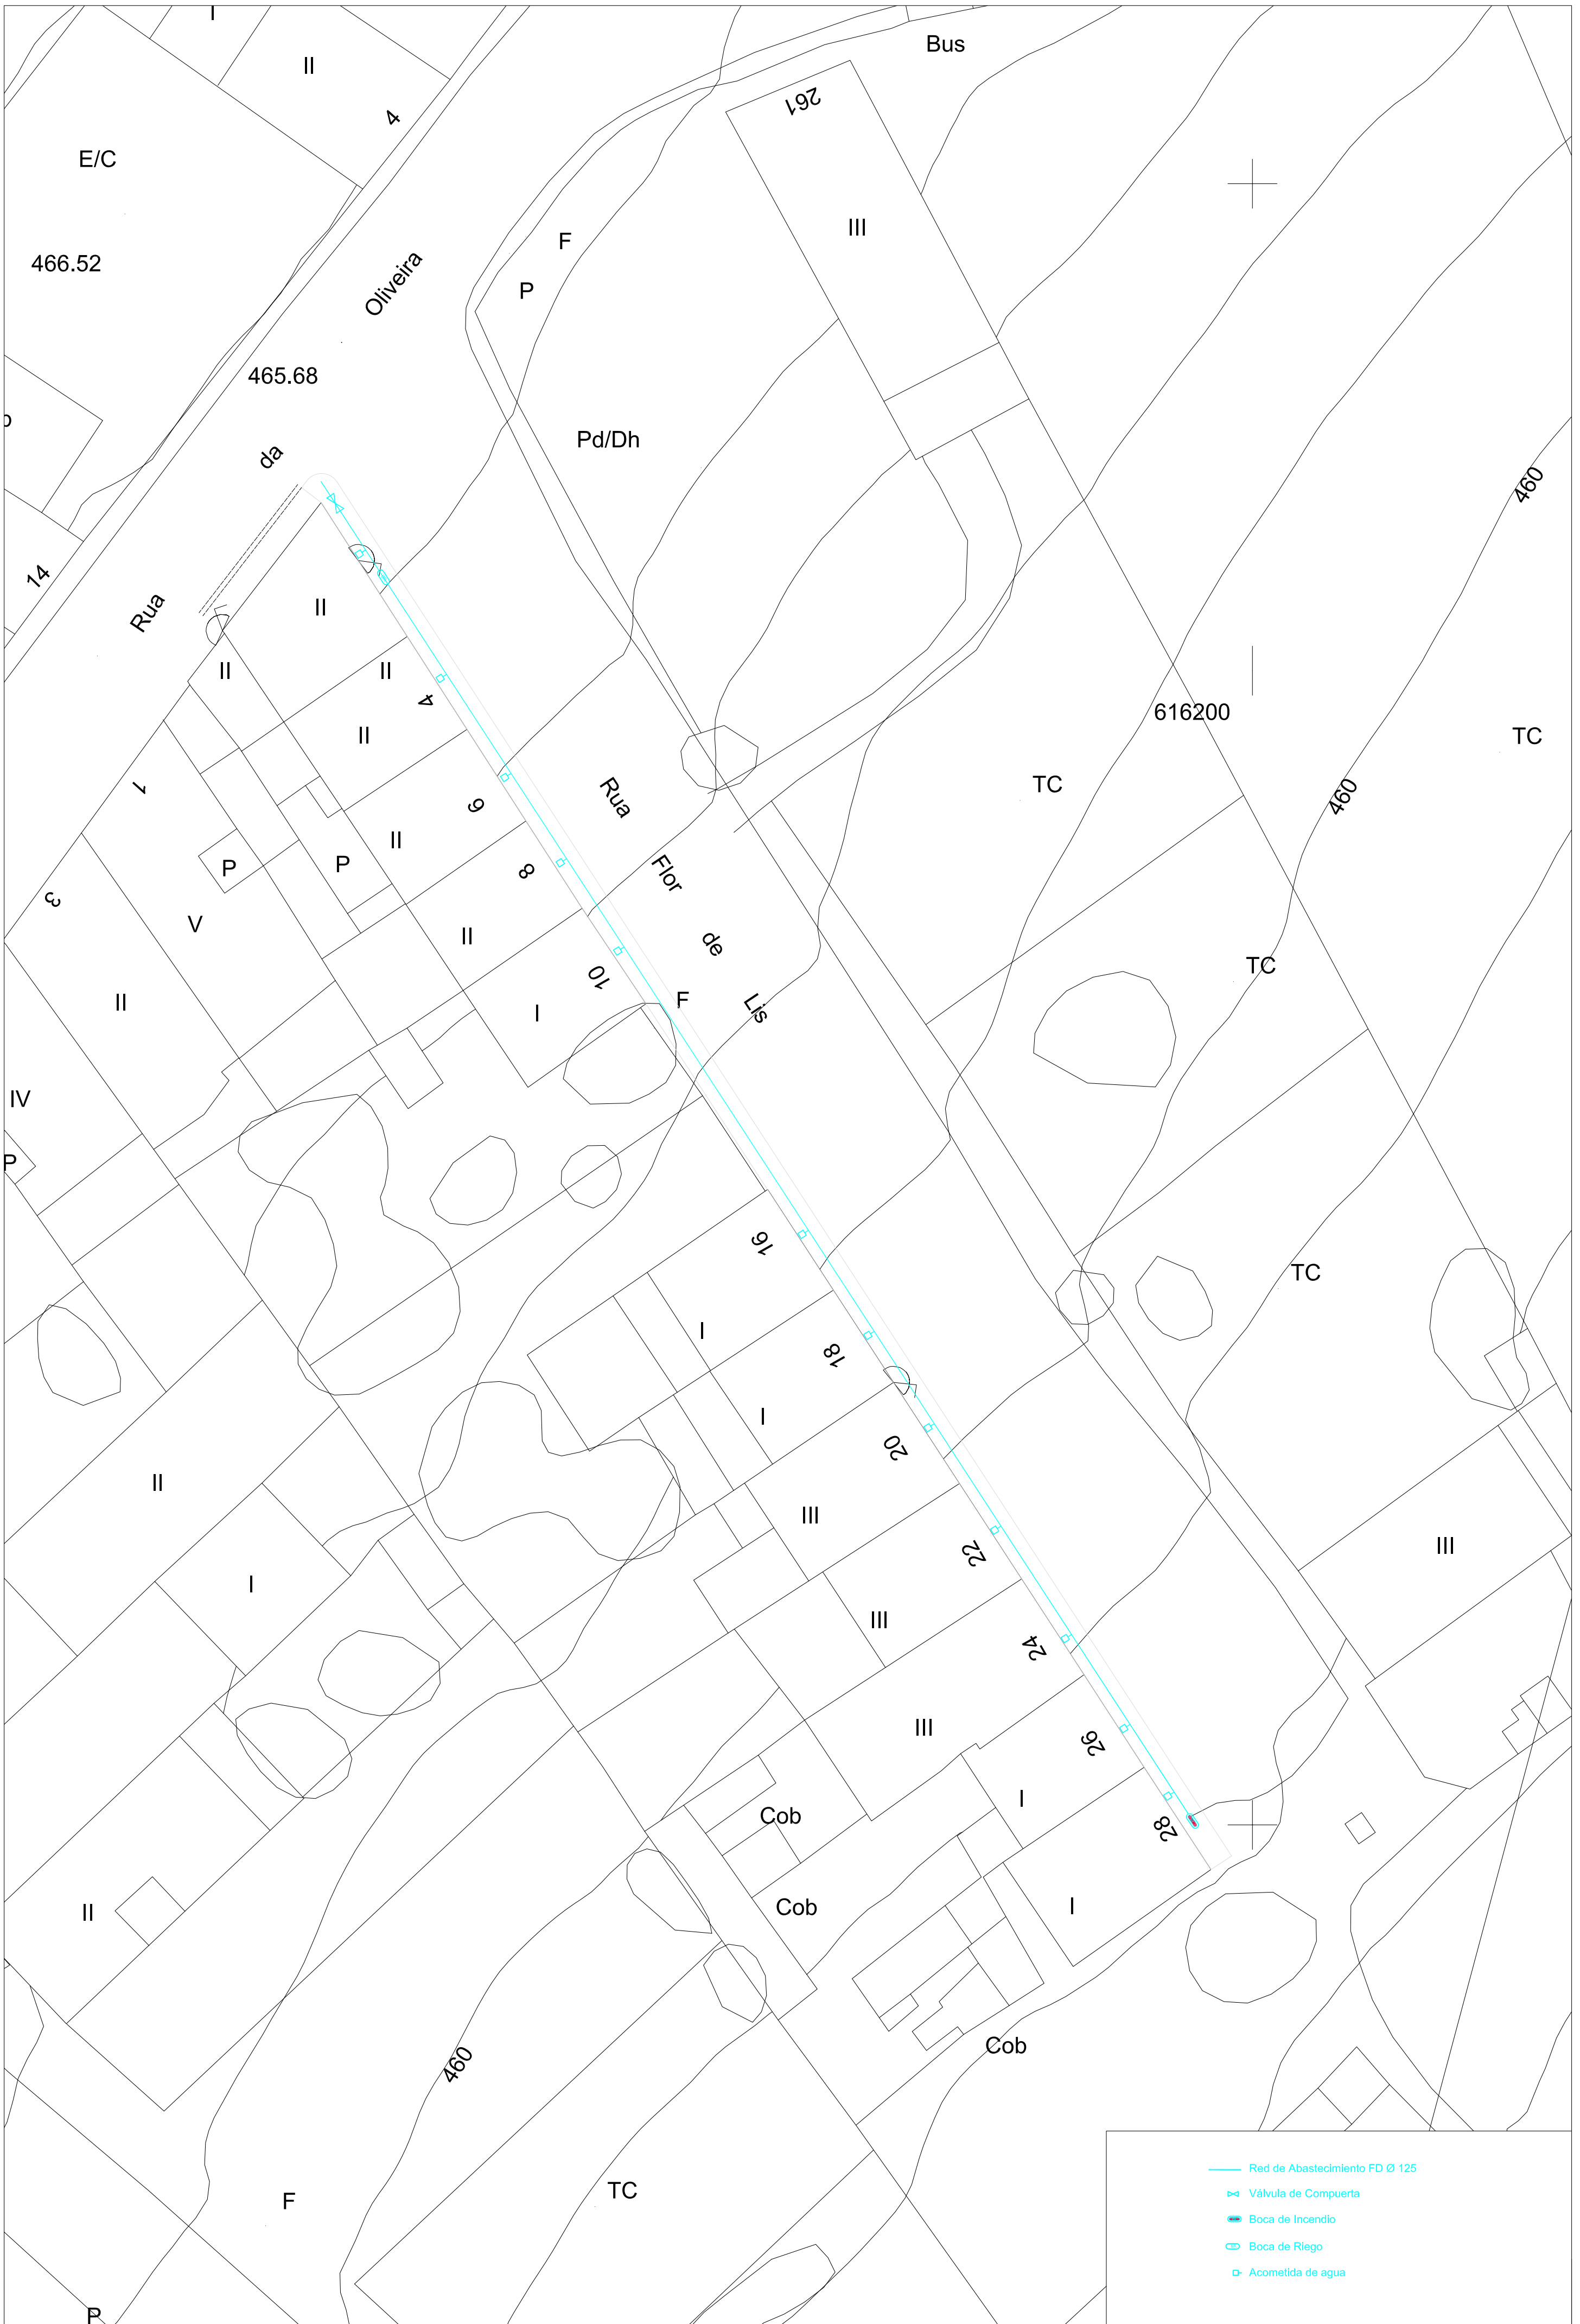 I
II
Bus
4
261
E/C
III
F
466.52
Oliveira
P
465.68
Pd/Dh
da
460
14
Rua
II
II
II
4
616200
II
TC
1
Rua
TC
460
6
II
P
P
8
Flor
3
V
II
de
TC
10
II
F
I
Lis
IV
P
16
TC
I
18
I
20
II
III
22
III
I
III
24
III
26
I
Cob
28
II
Cob
I
Cob
460
TC
F
P
Red de Abastecimiento FD Ø 125
Válvula de Compuerta
Boca de Incendio
Boca de Riego
Acometida de agua